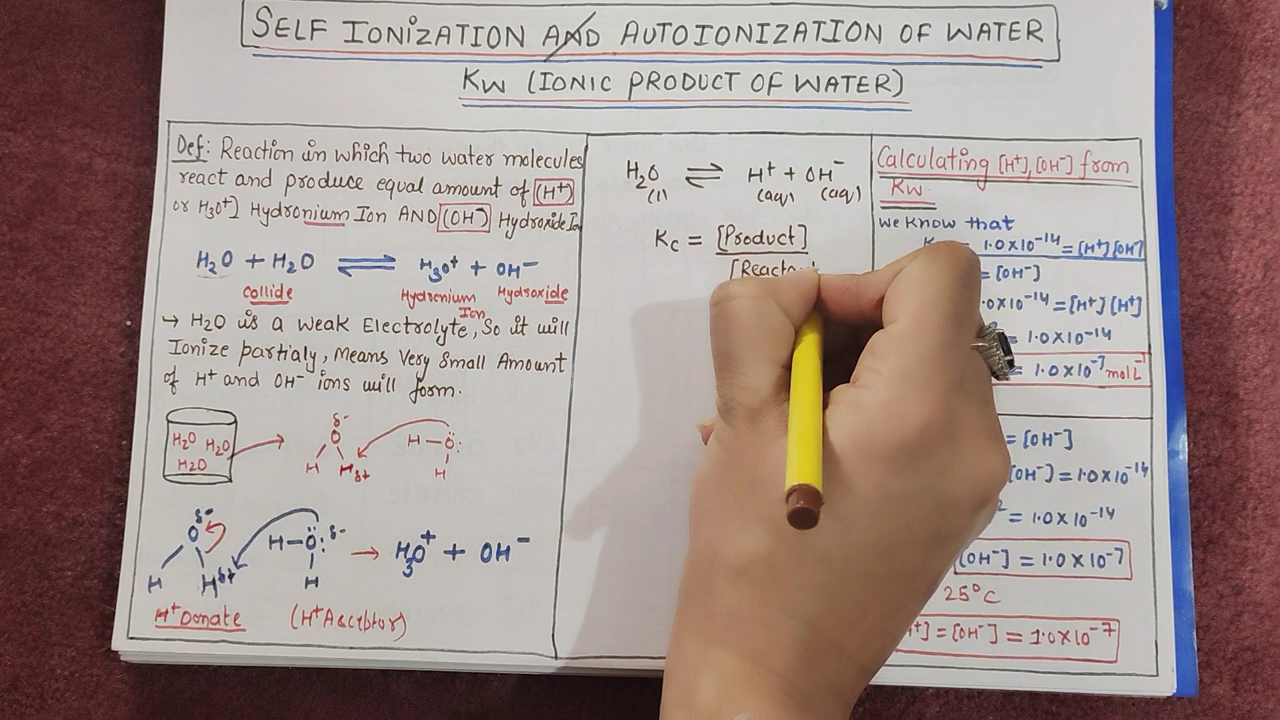 SELF IONIZATION AND AUTOIONIZATION OF WATER
KW (IONIC PRODUCT OF WATER)
Def: Reaction in which two water molecules
react and produce equal amount of (H+)
or H3O+] Hydronium Ion AND (OH-) Hydroxide Ion
H2O + H2O ⇌ H3O+ + OH-
Collide Hydronium Ion Hydroxide
→ H2O is a weak Electrolyte, So it will
Ionize partialy, Means Very Small Amount
of H+ and OH- ions will form.
H2O H2O
H2O
δ-
O
H Hδ+
H-O:
H
δ-
O
H Hδ+
H-O: δ-
H
→ H3O+ + OH-
H+ Donate (H+ Acceptor)
H2O(l) ⇌ H+(aq) + OH-(aq)
Kc = [Product]
Calculating [H+], [OH-] from
Kw
we know that
= 1.0×10-14 = [H+] [OH-]
= [OH-]
.0×10-14 = [H+] [H+]
= 1.0×10-14
= 1.0×10-7 mol L-
= [OH-]
[OH-] = 1.0×10-14
2 = 1.0×10-14
[OH-] = 1.0×10-7
25°C
+] = [OH-] = 1.0×10-7